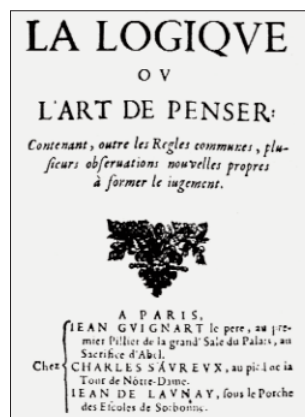 LA LOGIQVE
OV
L'ART DE PENSER:
Contenant, outre les Regles communes, plu-
sieurs obseruations nouuelles propres
à former le iugement.
A PARIS,
IEAN GVIGNART le pere, au pre-
mier Pillier de la grand' Sale du Palais, au
Sacrifice d'Abel.
Chez CHARLES SAVREVX, au pié de la
Tour de Nôtre-Dame.
IEAN DE LAVNAY, sous le Porche
des Escoles de Sorbonne.